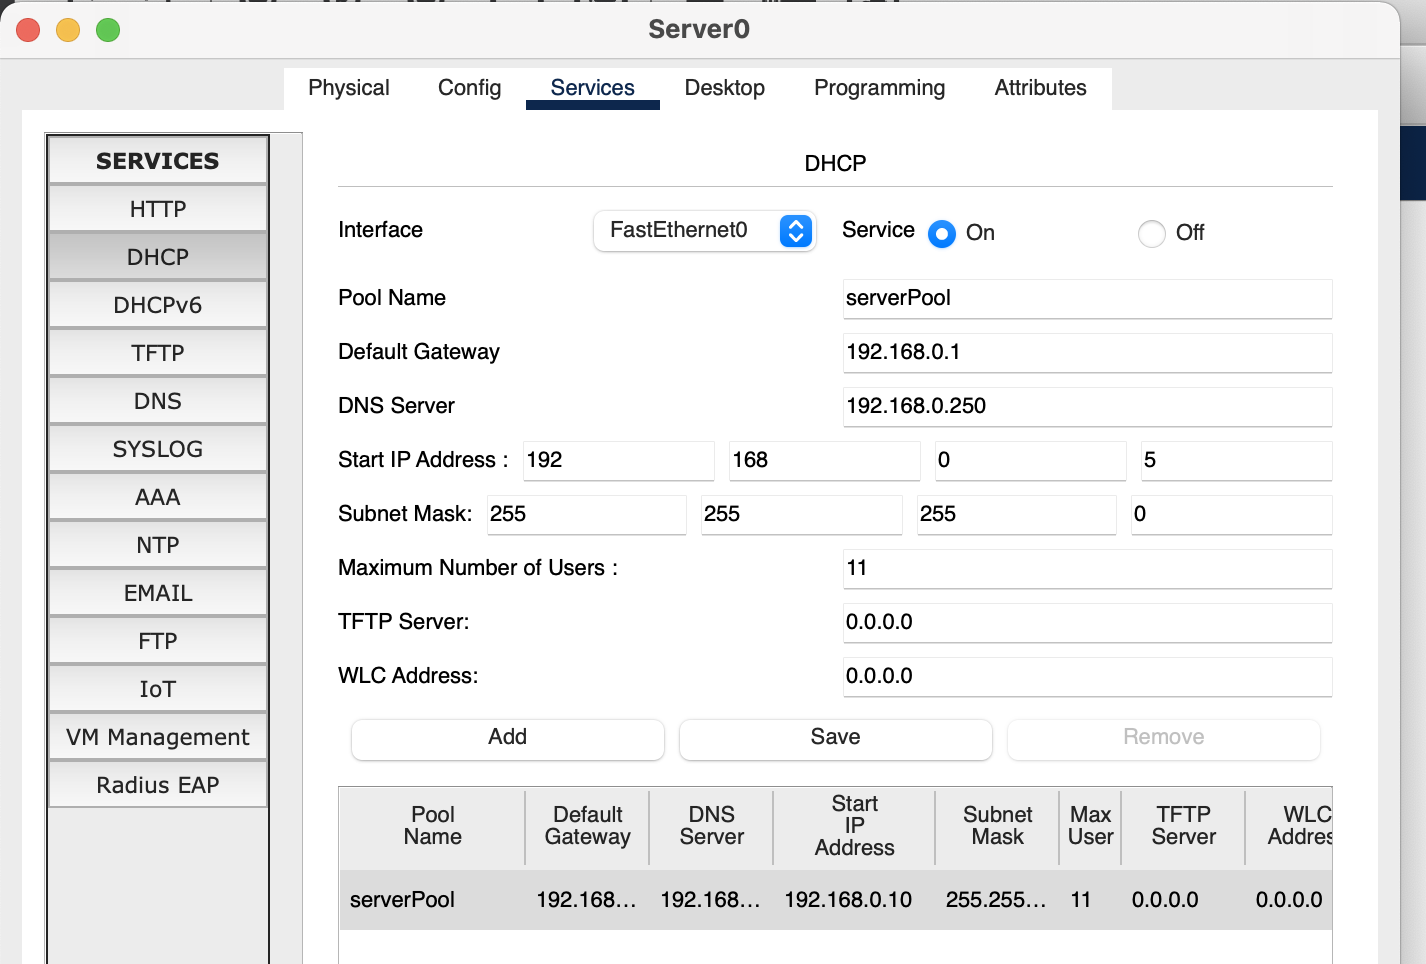 Server0
Physical Config Services Desktop Programming Attributes
SERVICES
HTTP
DHCP
DHCPv6
TFTP
DNS
SYSLOG
AAA
NTP
EMAIL
FTP
IoT
VM Management
Radius EAP
DHCP
Interface FastEthernet0 Service On Off
Pool Name serverPool
Default Gateway 192.168.0.1
DNS Server 192.168.0.250
Start IP Address : 192 168 0 5
Subnet Mask: 255 255 255 0
Maximum Number of Users : 11
TFTP Server: 0.0.0.0
WLC Address: 0.0.0.0
Add Save Remove
Pool Name Default Gateway DNS Server Start IP Address Subnet Mask Max User TFTP Server WLC
serverPool 192.168... 192.168... 192.168.0.10 255.255... 11 0.0.0.0 0.0.0.0